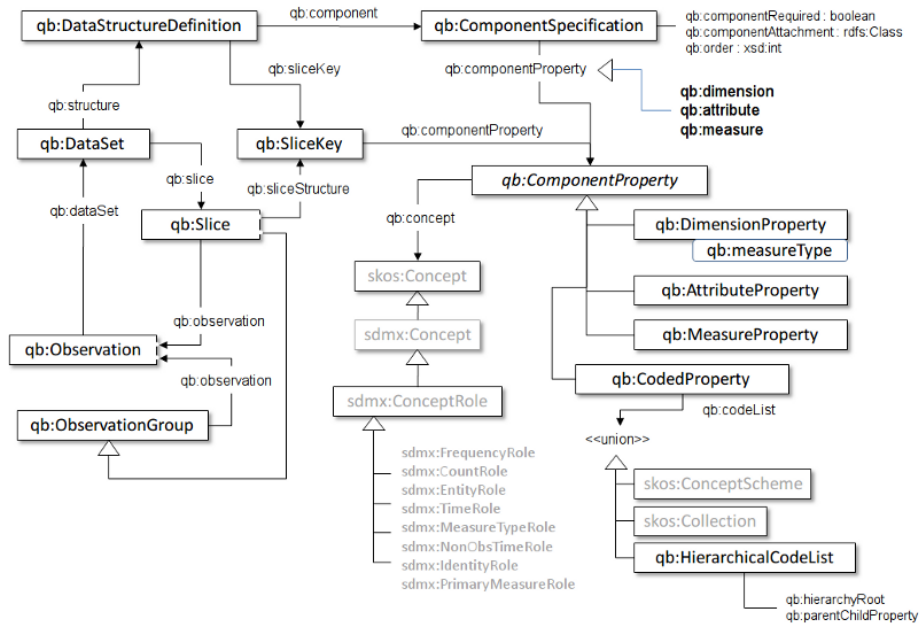 qb:DataStructureDefinition
qb:component
qb:ComponentSpecification
qb:componentRequired : boolean
qb:componentAttachment : rdfs:Class
qb:order : xsd:int
qb:sliceKey
qb:componentProperty
qb:dimension
qb:attribute
qb:measure
qb:structure
qb:DataSet
qb:SliceKey
qb:componentProperty
qb:slice
qb:sliceStructure
qb:ComponentProperty
qb:dataSet
qb:Slice
qb:concept
qb:DimensionProperty
qb:measureType
skos:Concept
qb:AttributeProperty
qb:observation
sdmx:Concept
qb:MeasureProperty
qb:Observation
qb:observation
qb:CodedProperty
sdmx:ConceptRole
qb:codeList
qb:ObservationGroup
<<union>>
sdmx:FrequencyRole
sdmx:CountRole
sdmx:EntityRole
sdmx:TimeRole
sdmx:MeasureTypeRole
sdmx:NonObsTimeRole
sdmx:IdentityRole
sdmx:PrimaryMeasureRole
skos:ConceptScheme
skos:Collection
qb:HierarchicalCodeList
qb:hierarchyRoot
qb:parentChildProperty